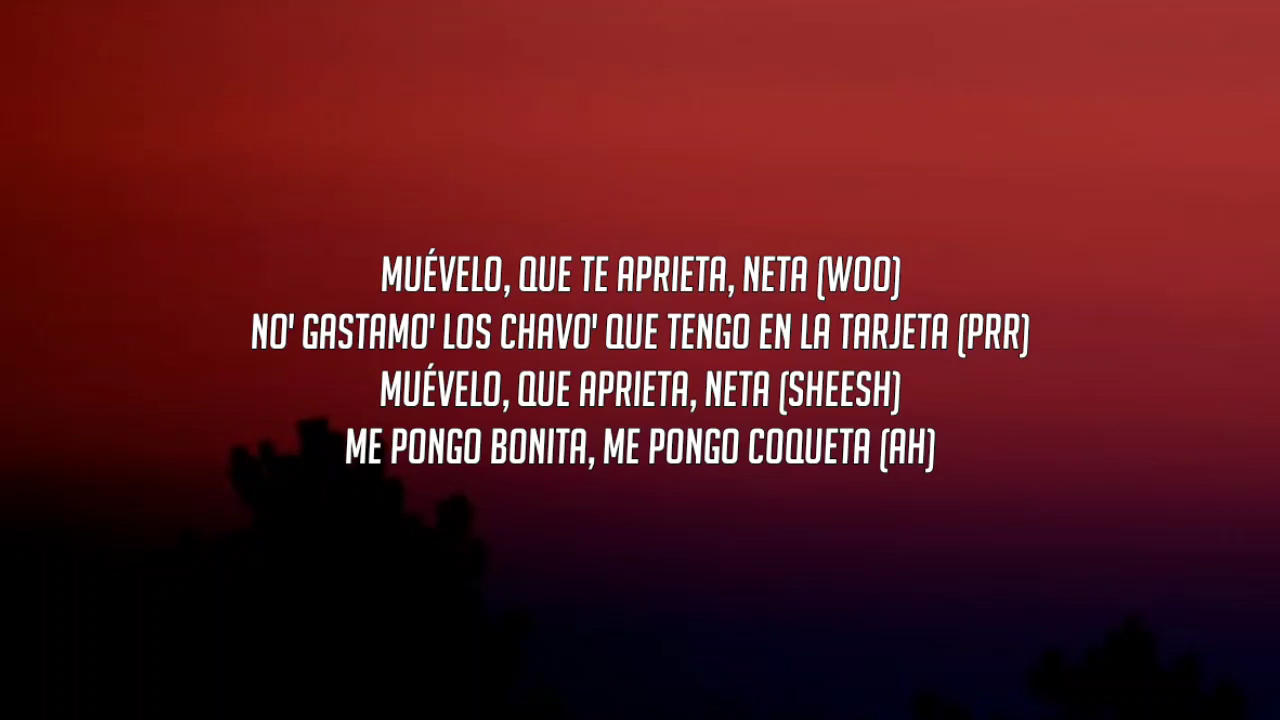 MUÉVELO, QUE TE APRIETA, NETA (WOO)
NO' GASTAMO' LOS CHAVO' QUE TENGO EN LA TARJETA (PRR)
MUÉVELO, QUE APRIETA, NETA (SHEESH)
ME PONGO BONITA, ME PONGO COQUETA (AH)